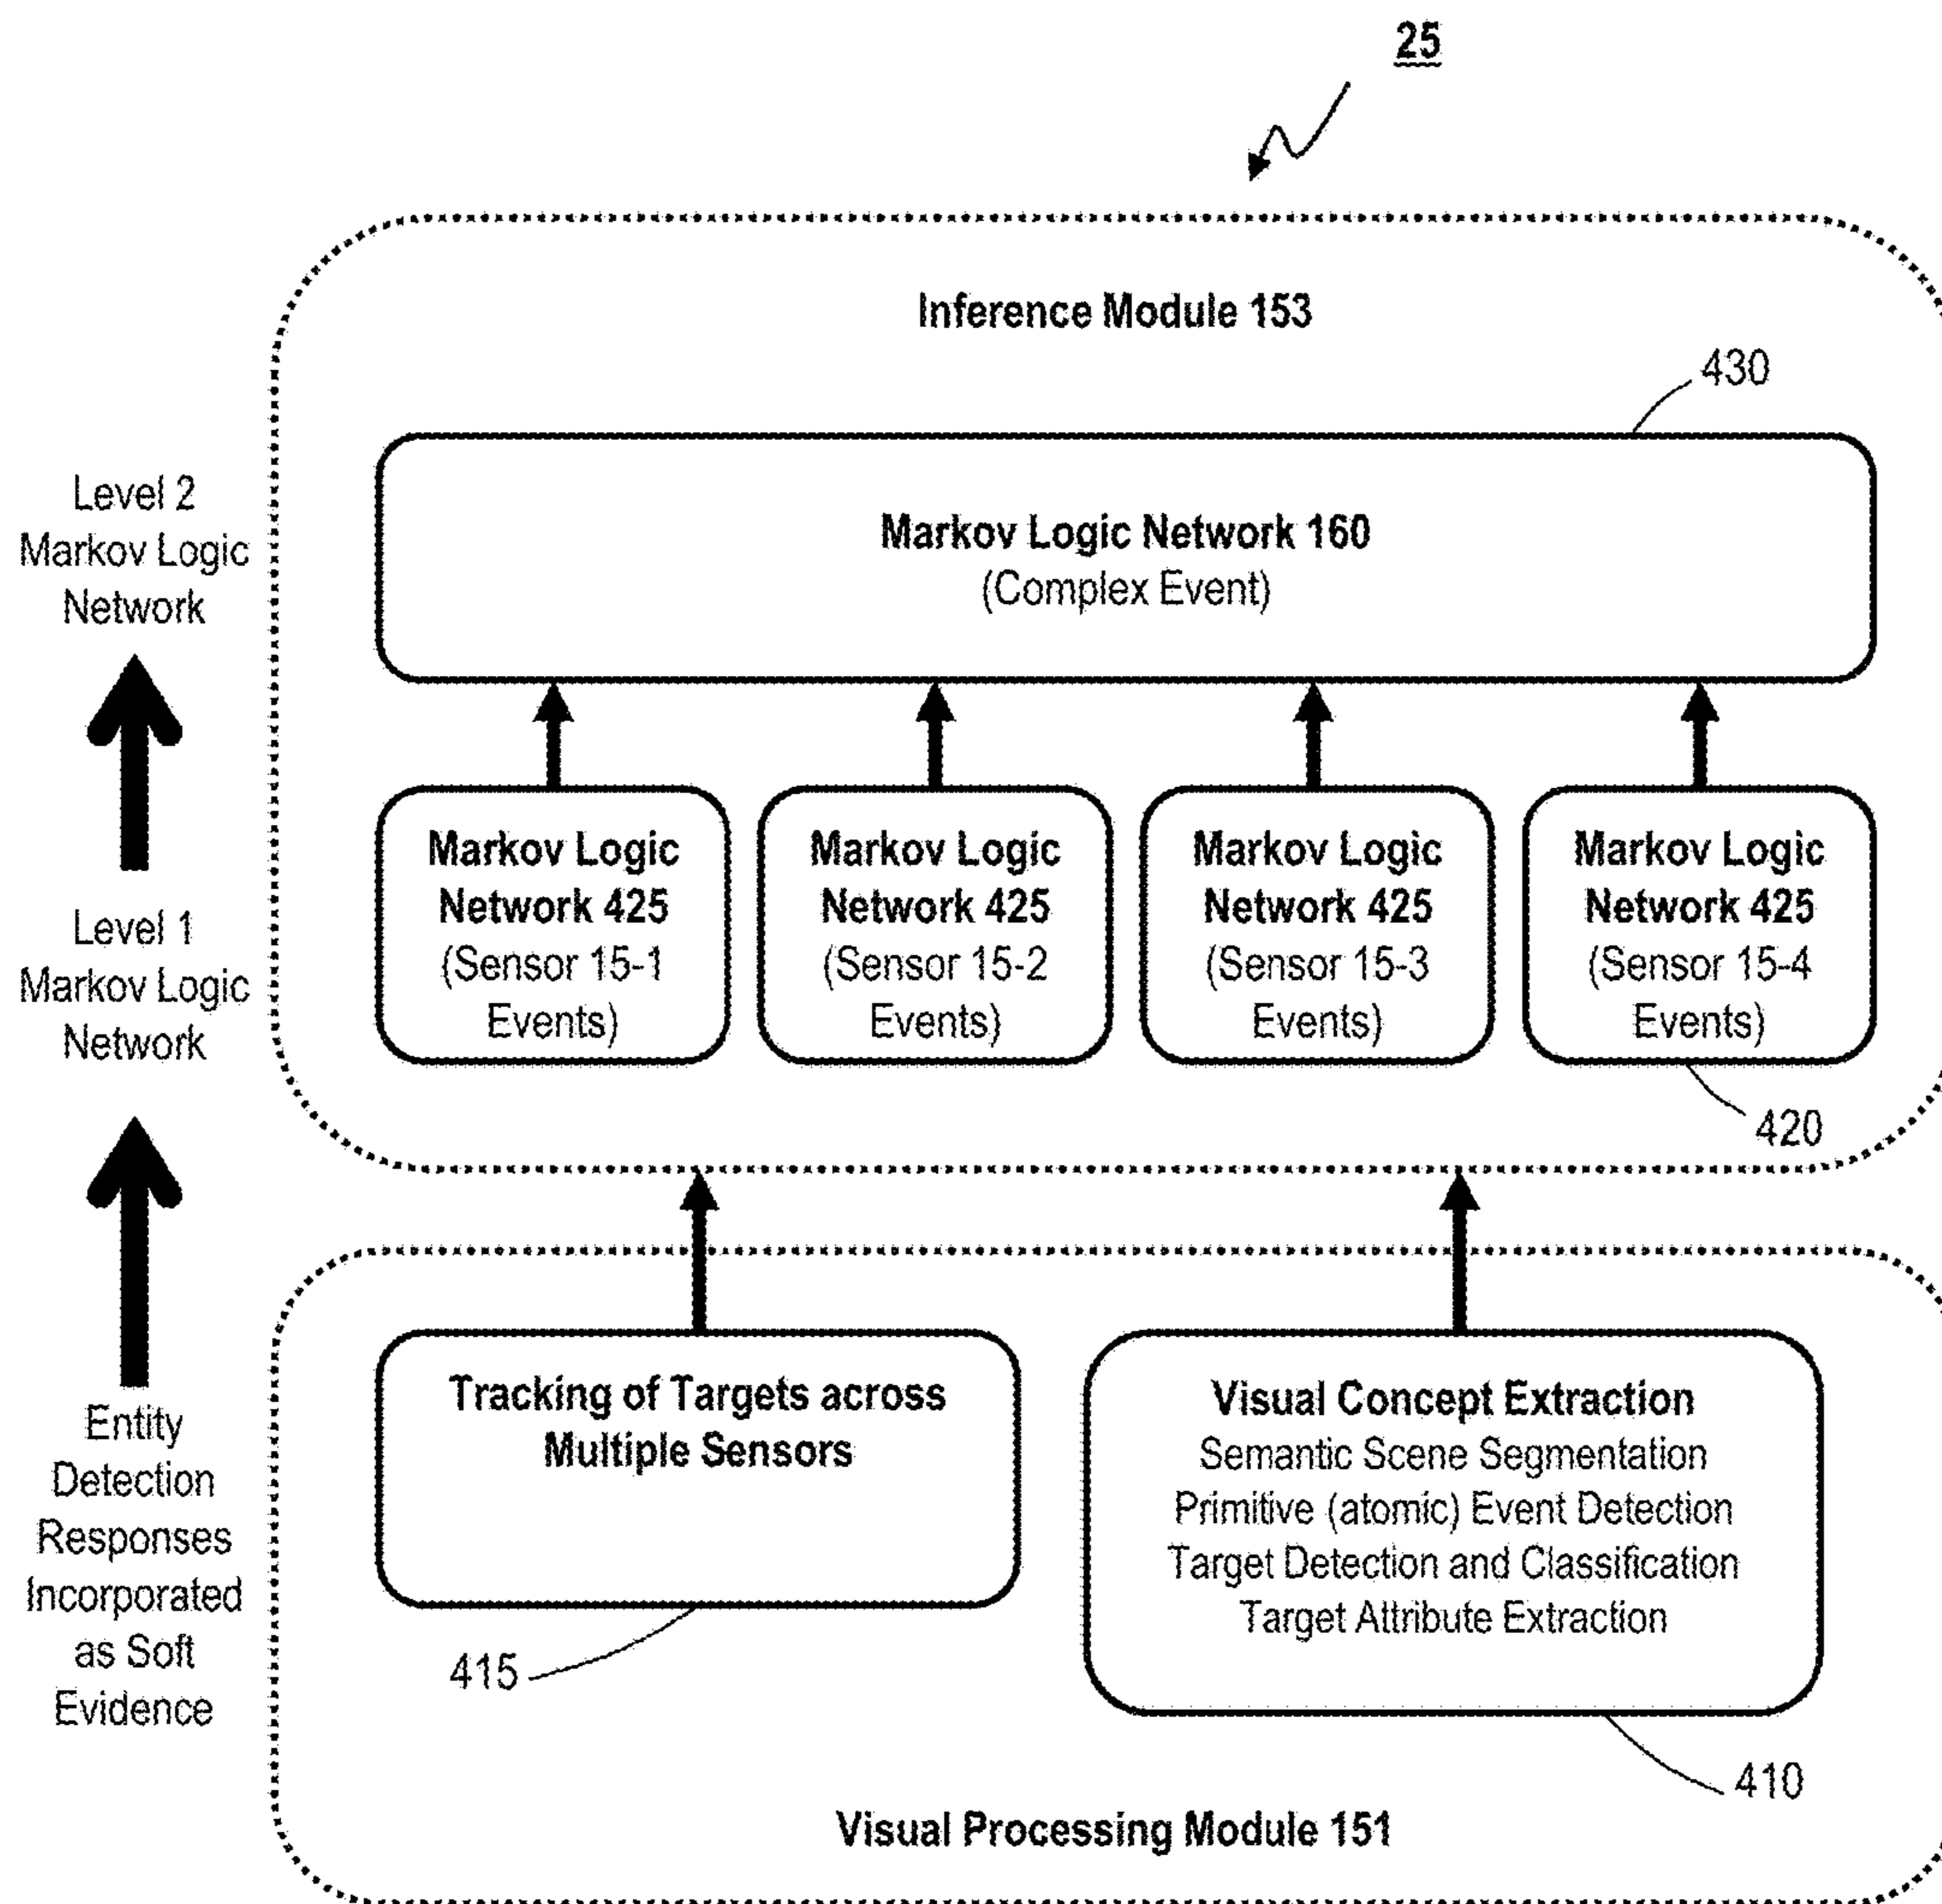 25
Inference Module 153
430
Level 2
Markov Logic
Network
Markov Logic Network 160
(Complex Event)
Markov Logic
Network 425
(Sensor 15-1
Events)
Markov Logic
Network 425
(Sensor 15-2
Events)
Markov Logic
Network 425
(Sensor 15-3
Events)
Markov Logic
Network 425
(Sensor 15-4
Events)
Level 1
Markov Logic
Network
420
Tracking of Targets across
Multiple Sensors
Visual Concept Extraction
Semantic Scene Segmentation
Primitive (atomic) Event Detection
Target Detection and Classification
Target Attribute Extraction
Entity
Detection
Responses
Incorporated
as Soft
Evidence
415
410
Visual Processing Module 151